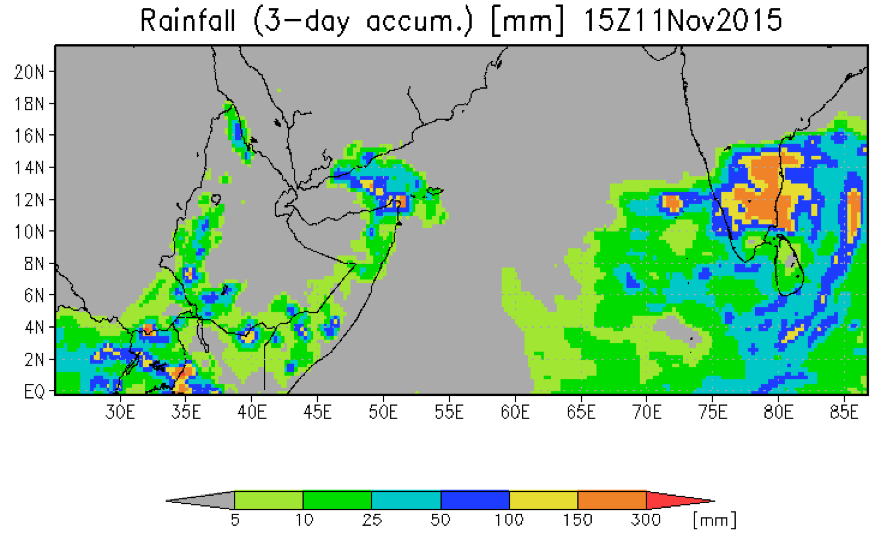 Rainfall (3-day accum.) [mm] 15Z11Nov2015
20N
18N
16N
14N
12N
10N
8N
6N
4N
2N
EQ
30E 35E 40E 45E 50E 55E 60E 65E 70E 75E 80E 85E
5 10 25 50 100 150 300 [mm]